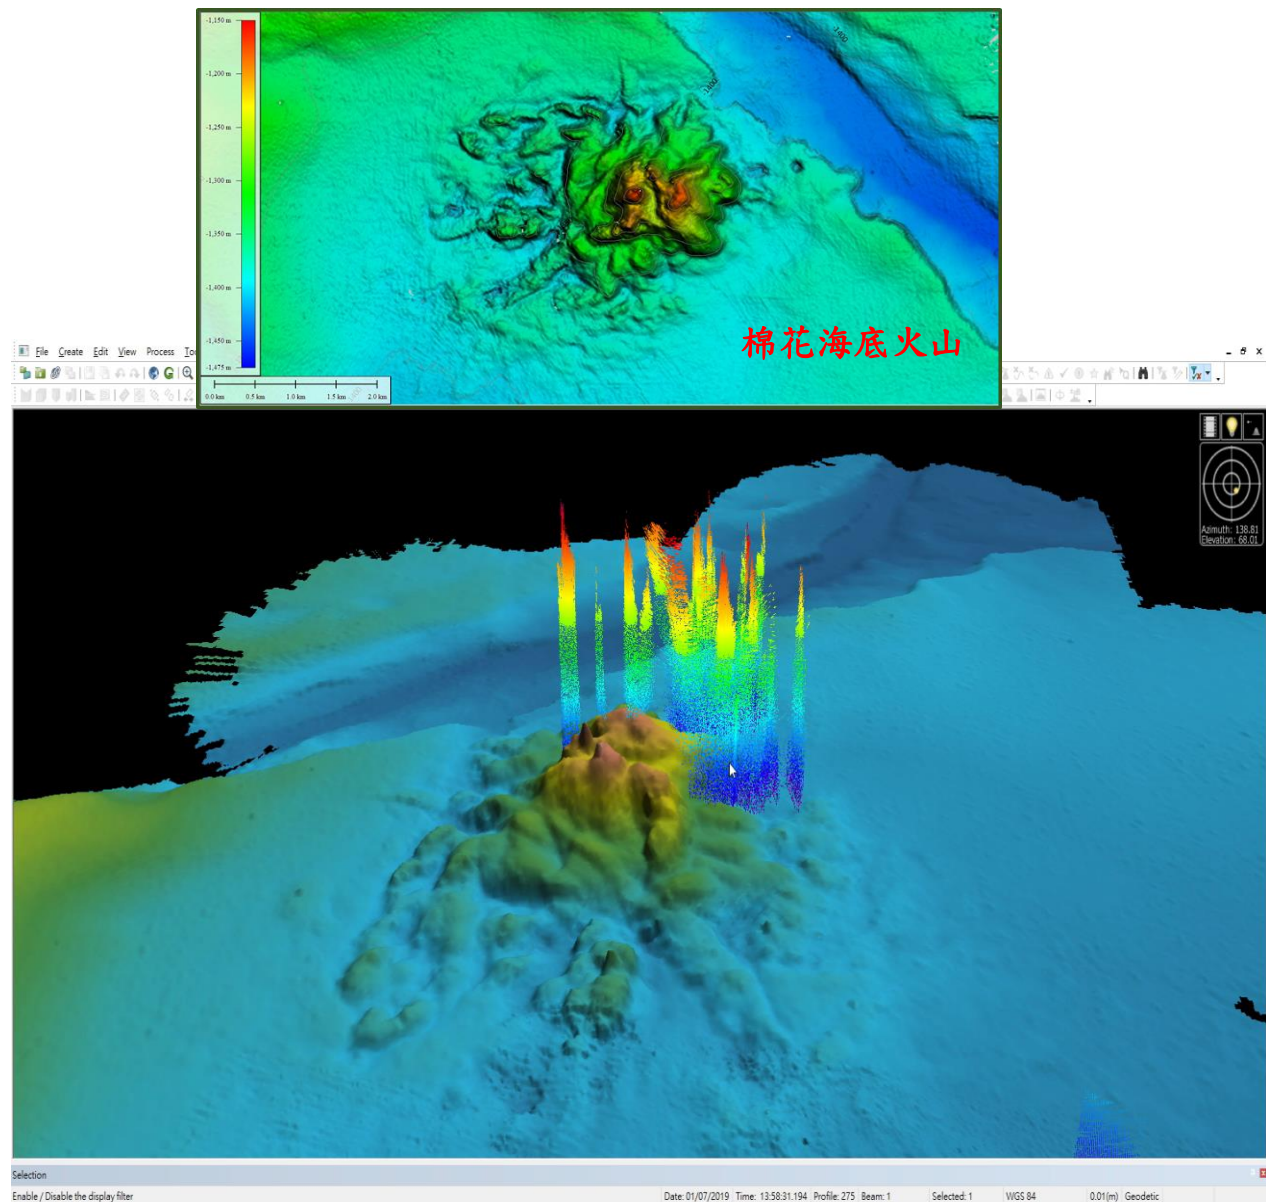 -1,150 m
-1,200 m
-1,250 m
-1,300 m
-1,350 m
-1,400 m
-1,450 m
-1,475 m
-1400
-1400
棉花海底火山
0.0 km 0.5 km 1.0 km 1.5 km 2.0 km
File Create Edit View Process
Azimuth: 138.81
Elevation: 68.01
Selection
Enable / Disable the display filter Date: 01/07/2019 Time: 13:58:31.194 Profile: 275 Beam: 1 Selected: 1 WGS 84 0.01(m) Geodetic